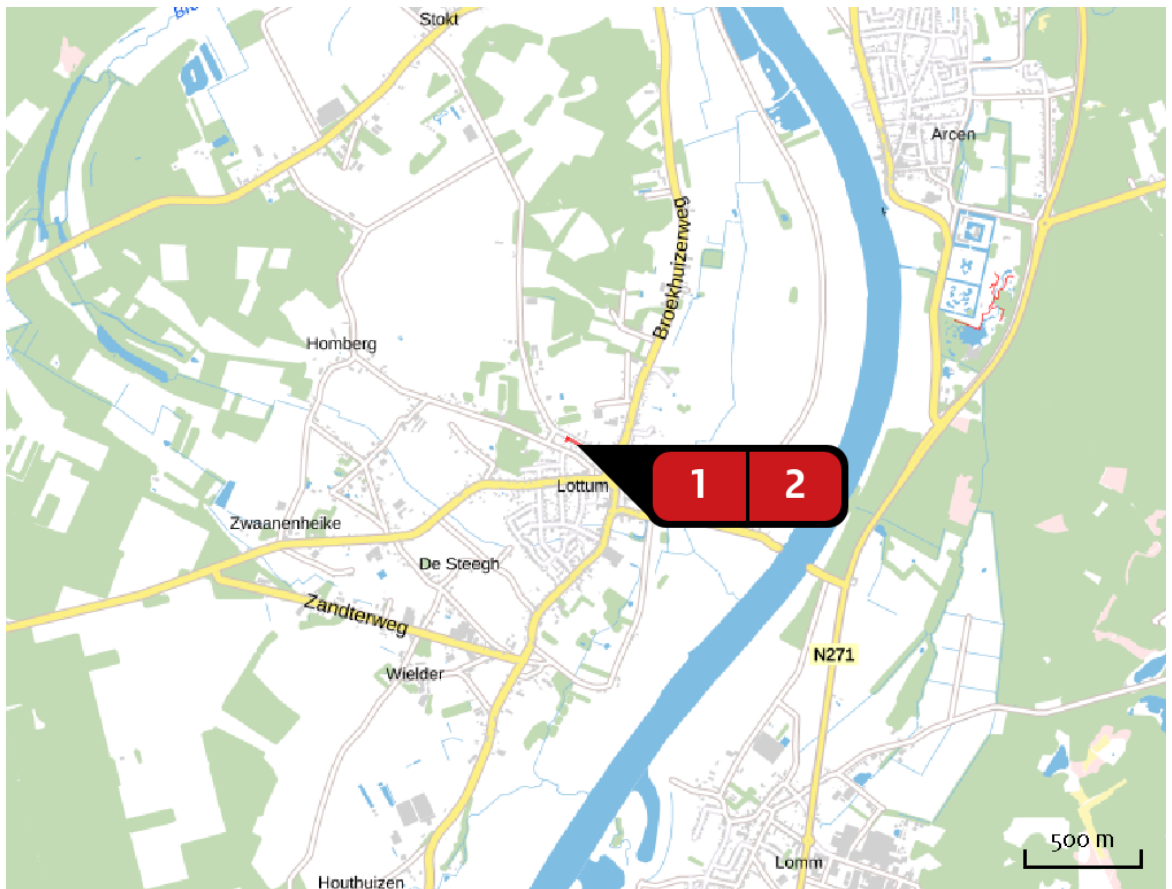 Stokt
Arcen
Broekhuizerweg
Homberg
1 2
Lottum
Zwaanenheike
De Steegh
Zandterweg
N271
Wielder
500 m
Lomm
Houthuizen